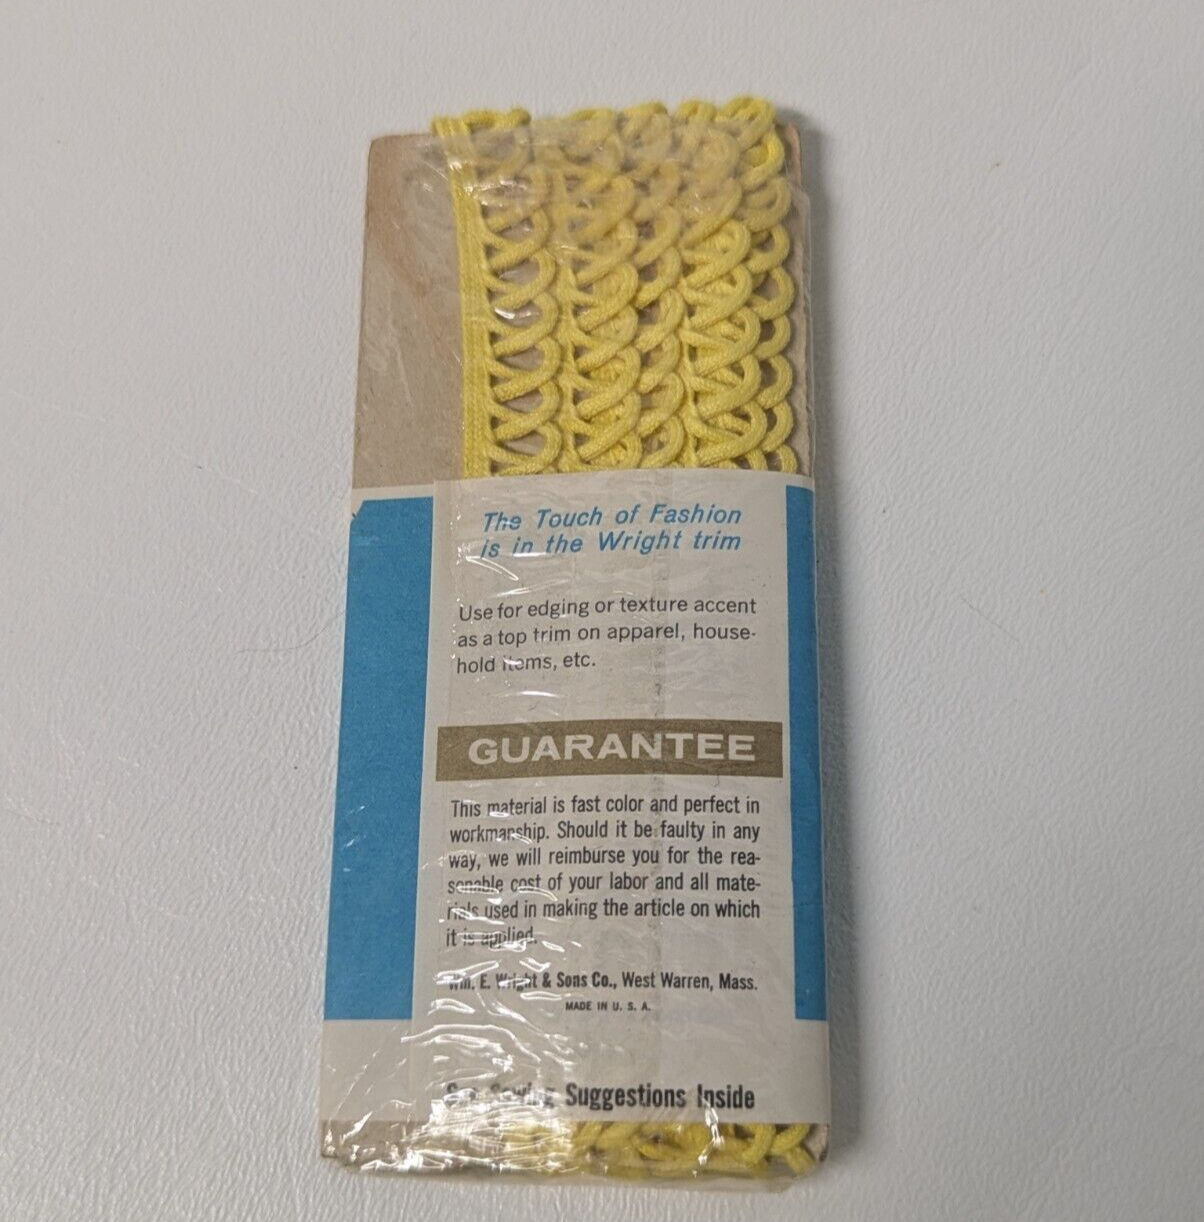 The Touch of Fashion
is in the Wright trim
Use for edging or texture accent
as a top trim on apparel, house-
hold items, etc.
GUARANTEE
This material is fast color and perfect in
workmanship. Should it be faulty in any
way, we will reimburse you for the rea-
sonable cost of your labor and all mate-
rials used in making the article on which
it is applied.
Wm. E. Wright & Sons Co., West Warren, Mass.
MADE IN U. S. A.
See Sewing Suggestions Inside